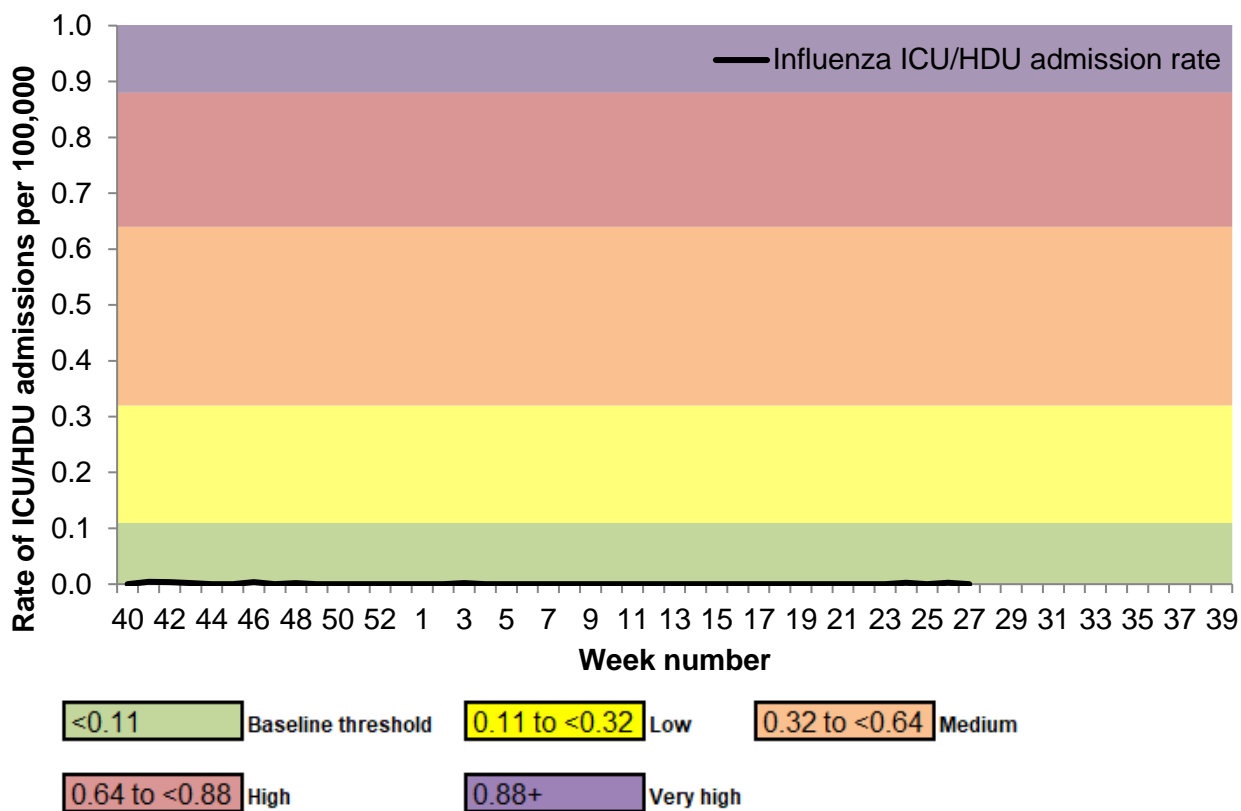 Rate of ICU/HDU admissions per 100,000
1.0
0.9
0.8
0.7
0.6
0.5
0.4
0.3
0.2
0.1
0.0
Influenza ICU/HDU admission rate
40 42 44 46 48 50 52 1 3 5 7 9 11 13 15 17 19 21 23 25 27 29 31 33 35 37 39
Week number
<0.11 Baseline threshold 0.11 to <0.32 Low 0.32 to <0.64 Medium
0.64 to <0.88 High 0.88+ Very high